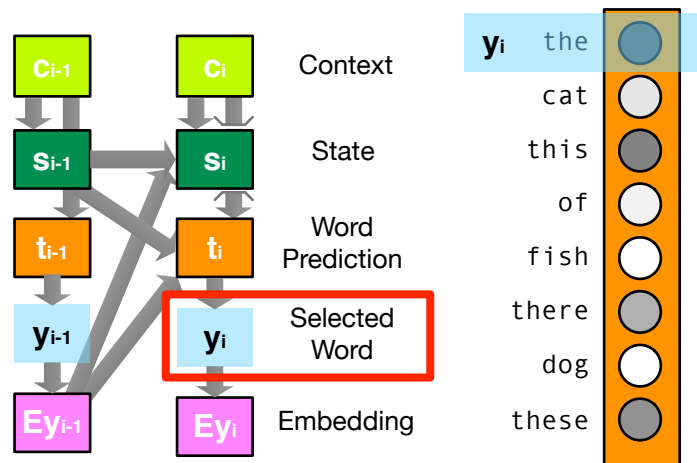 ci-1 ci Context
si-1 si State
ti-1 ti Word
Prediction
yi-1 yi Selected
Word
Eyi-1 Eyi Embedding
yi the
cat
this
of
fish
there
dog
these